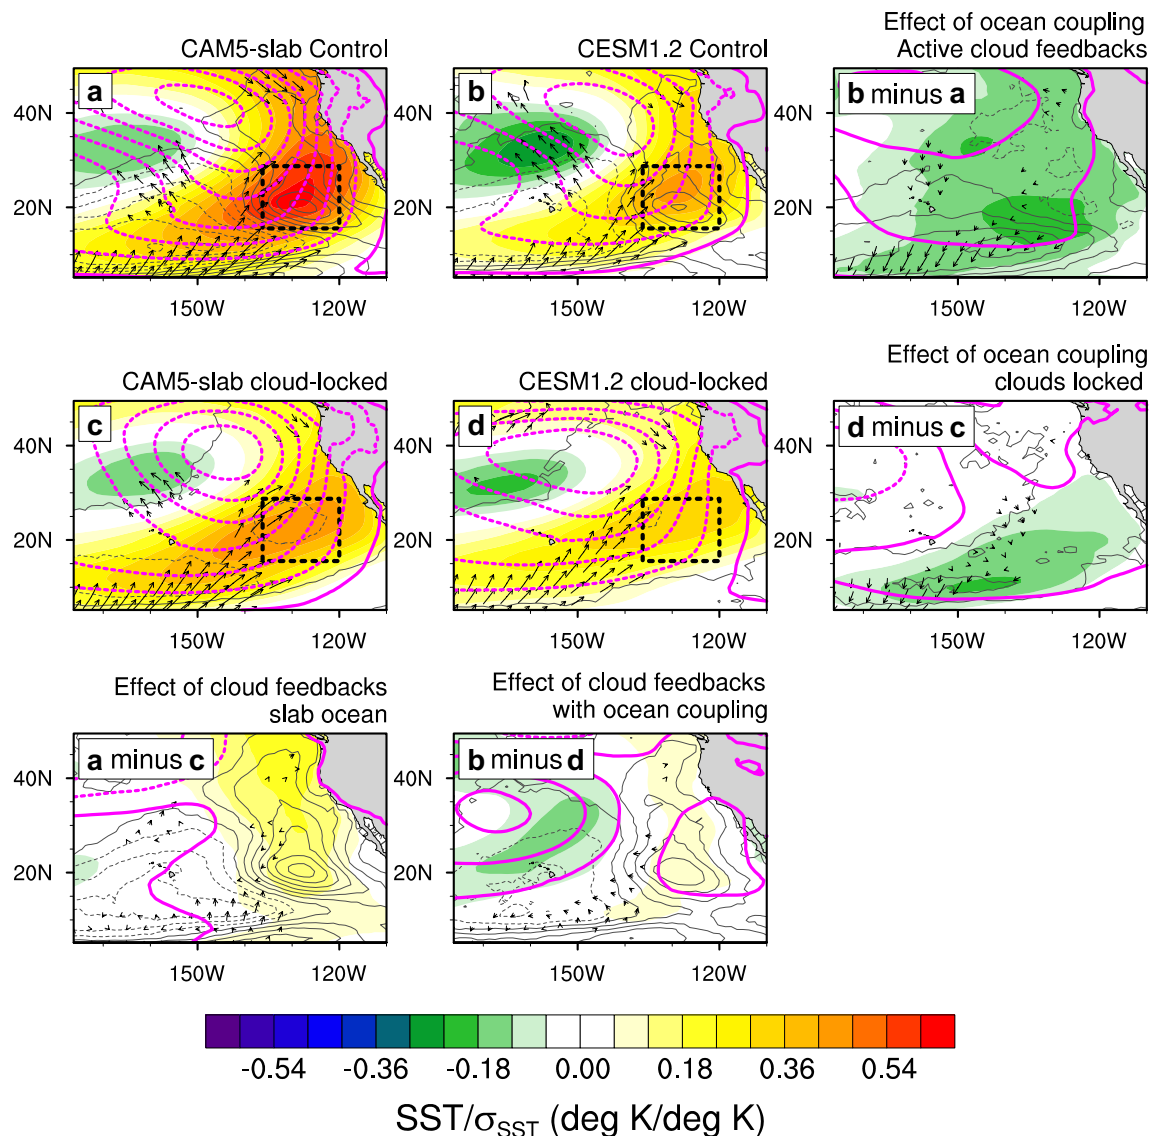 CAM5-slab Control
CESM1.2 Control
Effect of ocean coupling
Active cloud feedbacks
a
b
b minus a
40N
20N
40N
20N
150W
120W
150W
120W
150W
120W
CAM5-slab cloud-locked
CESM1.2 cloud-locked
Effect of ocean coupling
clouds locked
c
d
d minus c
40N
20N
40N
20N
150W
120W
150W
120W
150W
120W
Effect of cloud feedbacks
slab ocean
Effect of cloud feedbacks
with ocean coupling
a minus c
b minus d
40N
20N
40N
20N
150W
120W
150W
120W
-0.54 -0.36 -0.18 0.00 0.18 0.36 0.54
SST/σSST (deg K/deg K)